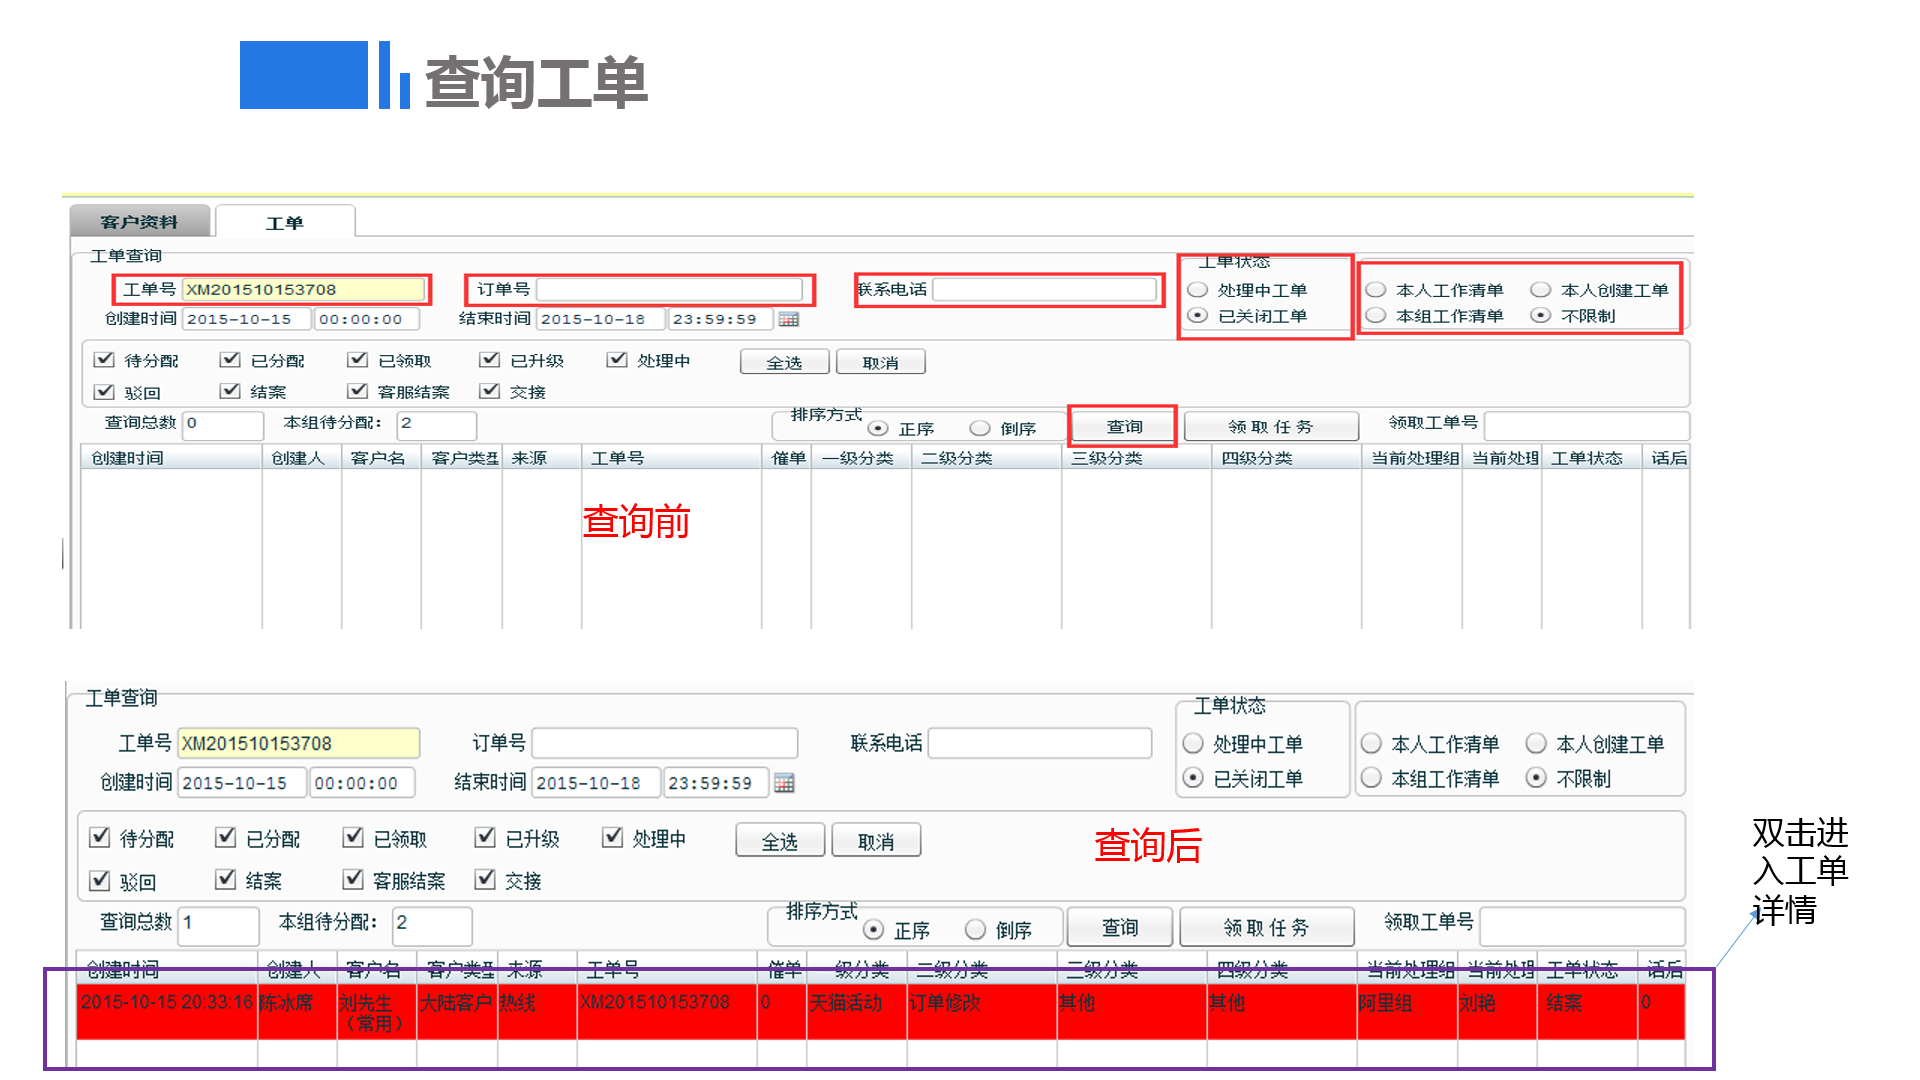 查询工单
客户资料 工单
工单查询 工单状态
工单号 XM201510153708 订单号 联系电话 处理中工单 本人工作清单 本人创建工单
创建时间 2015-10-15 00:00:00 结束时间 2015-10-18 23:59:59 已关闭工单 本组工作清单 不限制
待分配 已分配 已领取 已升级 处理中 全选 取消
驳回 结案 客服结案 交接
查询总数 0 本组待分配: 2 排序方式 正序 倒序 查询 领取任务 领取工单号
创建时间 创建人 客户名 客户类型 来源 工单号 催单 一级分类 二级分类 三级分类 四级分类 当前处理组 当前处理 工单状态 话后
查询前
工单查询 工单状态
工单号 XM201510153708 订单号 联系电话 处理中工单 本人工作清单 本人创建工单
创建时间 2015-10-15 00:00:00 结束时间 2015-10-18 23:59:59 已关闭工单 本组工作清单 不限制
待分配 已分配 已领取 已升级 处理中 全选 取消 查询后
驳回 结案 客服结案 交接
双击进
入工单
详情
查询总数 1 本组待分配: 2 排序方式 正序 倒序 查询 领取任务 领取工单号
创建时间 创建人 客户名 客户类型 来源 工单号 催单 一级分类 二级分类 三级分类 四级分类 当前处理组 当前处理 工单状态 话后
2015-10-15 20:33:16 陈冰席 刘先生 大陆客户 热线 XM201510153708 0 天猫活动 订单修改 其他 其他 阿里组 刘艳 结案 0
（常用）